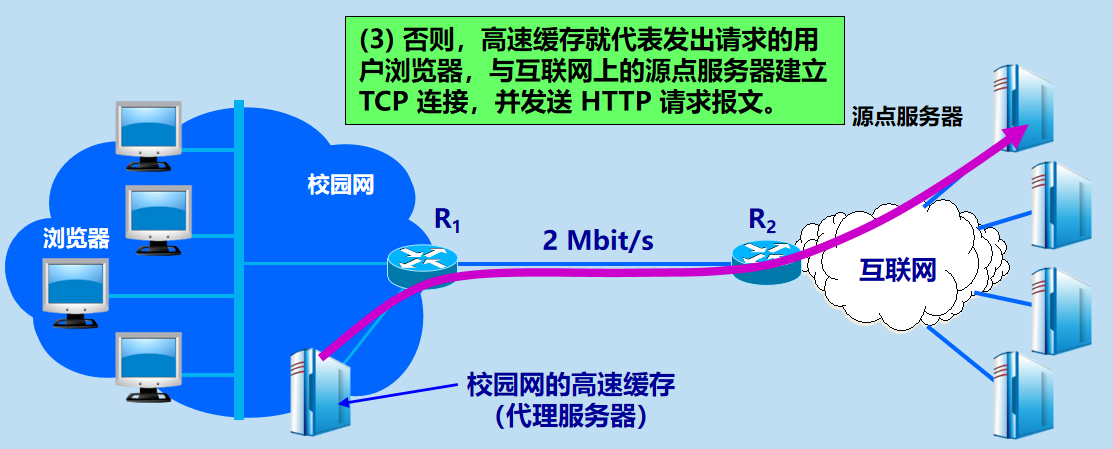 (3) 否则，高速缓存就代表发出请求的用
户浏览器，与互联网上的源点服务器建立
TCP 连接，并发送 HTTP 请求报文。
源点服务器
校园网
浏览器
R1
2 Mbit/s
R2
互联网
校园网的高速缓存
（代理服务器）